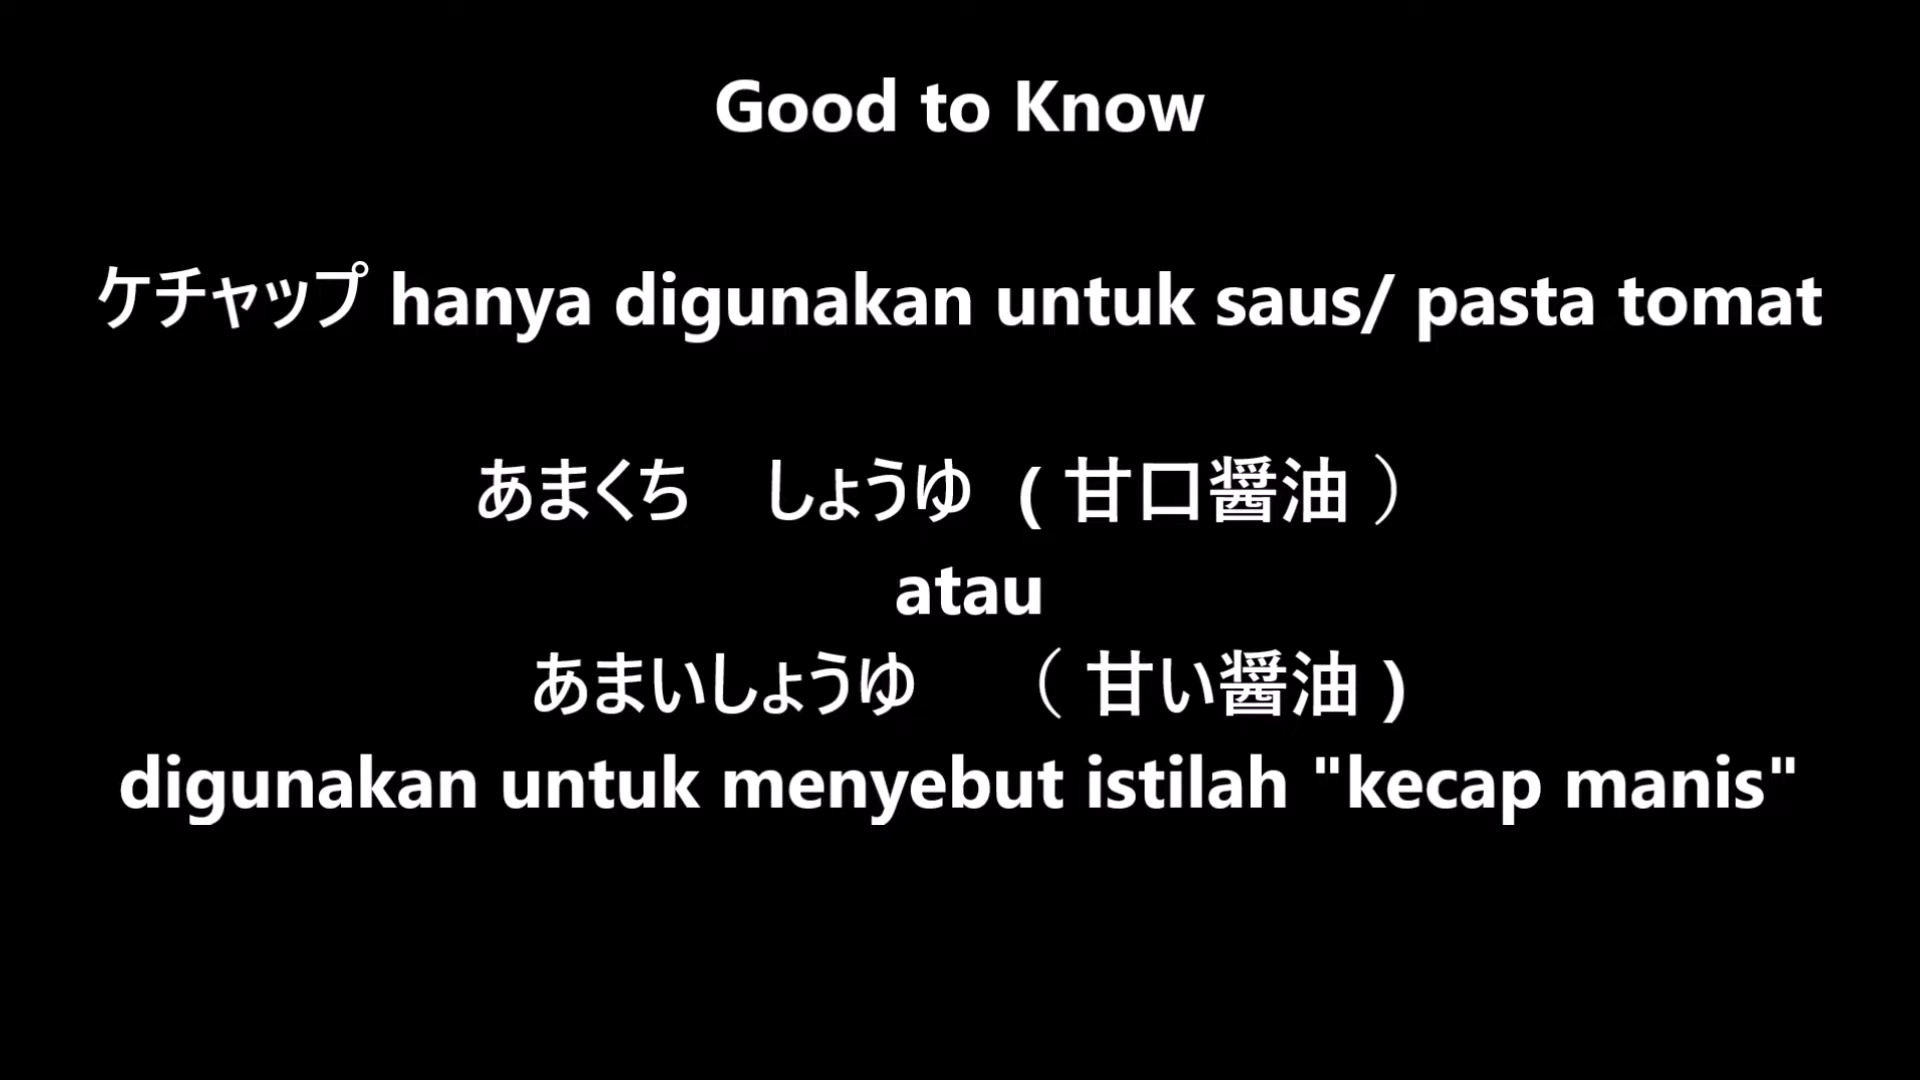 Good to Know
ケチャップ hanya digunakan untuk saus/ pasta tomat
あまくち　しょうゆ ( 甘口醤油 ）
atau
あまいしょうゆ　（ 甘い醤油 )
digunakan untuk menyebut istilah "kecap manis"